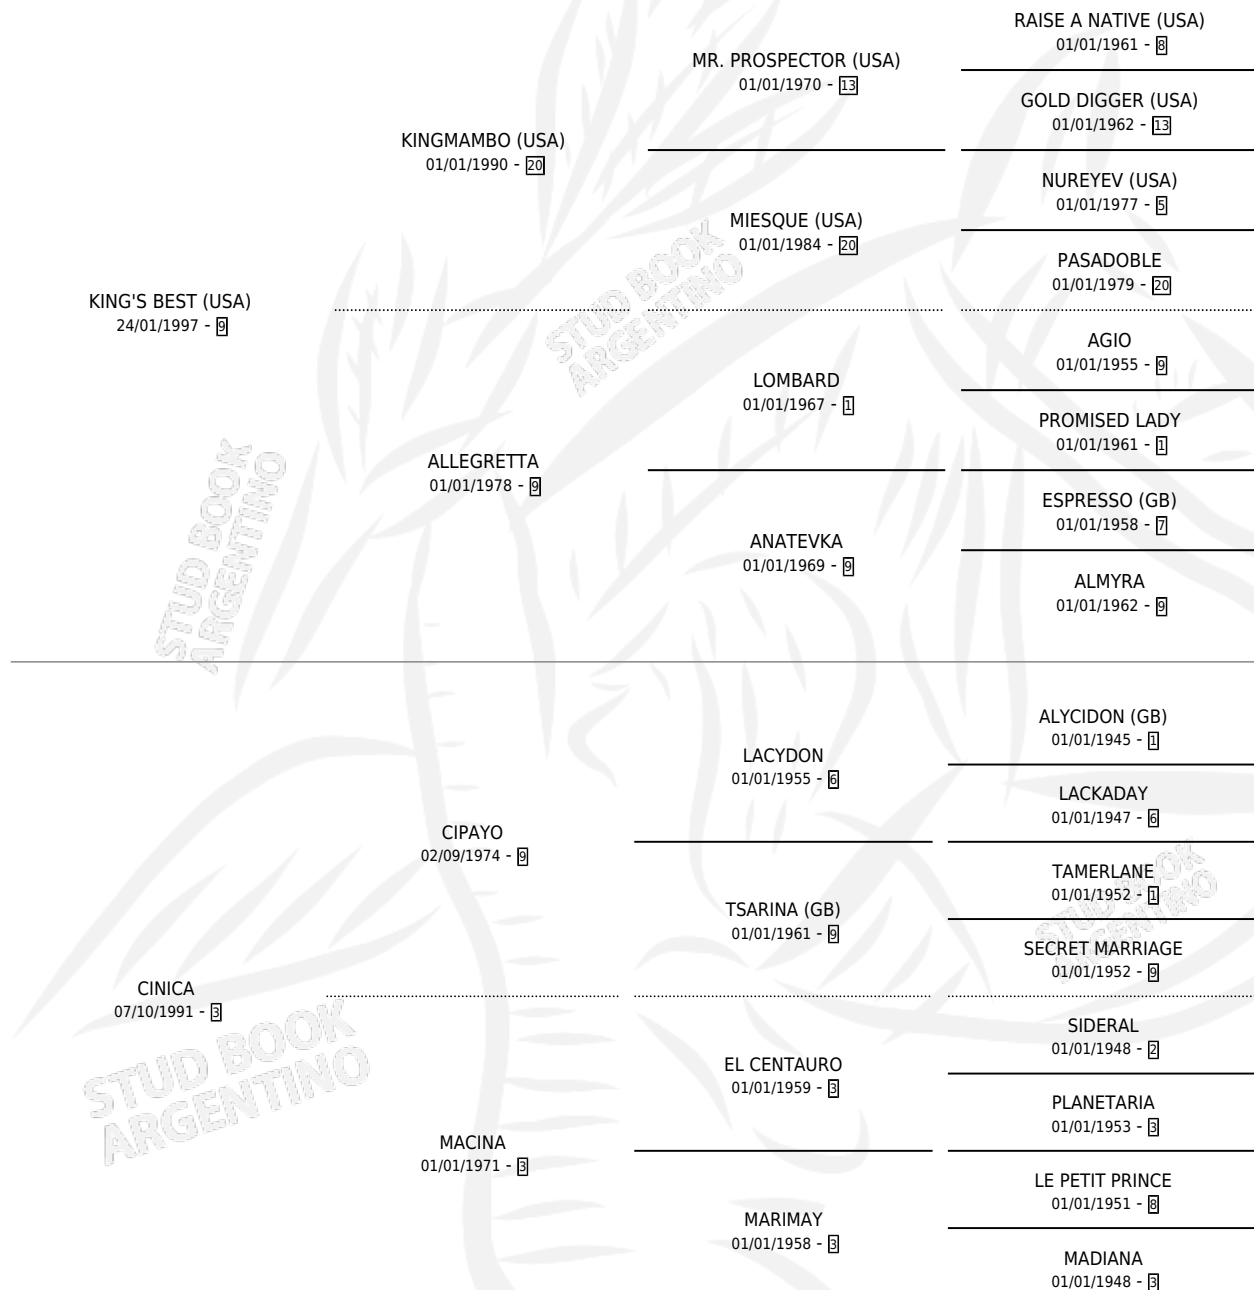 RAISE A NATIVE (USA)
01/01/1961 - 8
MR. PROSPECTOR (USA)
01/01/1970 - 13
GOLD DIGGER (USA)
01/01/1962 - 13
KINGMAMBO (USA)
01/01/1990 - 20
NUREYEV (USA)
01/01/1977 - 5
MIESQUE (USA)
01/01/1984 - 20
PASADOBLE
01/01/1979 - 20
KING'S BEST (USA)
24/01/1997 - 9
AGIO
01/01/1955 - 9
LOMBARD
01/01/1967 - 1
PROMISED LADY
01/01/1961 - 1
ALLEGRETTA
01/01/1978 - 9
ESPRESSO (GB)
01/01/1958 - 7
ANATEVKA
01/01/1969 - 9
ALMYRA
01/01/1962 - 9
ALYCIDON (GB)
01/01/1945 - 1
LACYDON
01/01/1955 - 6
LACKADAY
01/01/1947 - 6
CIPAYO
02/09/1974 - 9
TAMERLANE
01/01/1952 - 1
TSARINA (GB)
01/01/1961 - 9
SECRET MARRIAGE
01/01/1952 - 9
CINICA
07/10/1991 - 3
SIDERAL
01/01/1948 - 2
EL CENTAURO
01/01/1959 - 3
PLANETARIA
01/01/1953 - 3
MACINA
01/01/1971 - 3
LE PETIT PRINCE
01/01/1951 - 8
MARIMAY
01/01/1958 - 3
MADIANA
01/01/1948 - 3
STUD BOOK
ARGENTINO
STUD BOOK
ARGENTINO
STUD BOOK
ARGENTINO
STUD BOOK
ARGENTINO